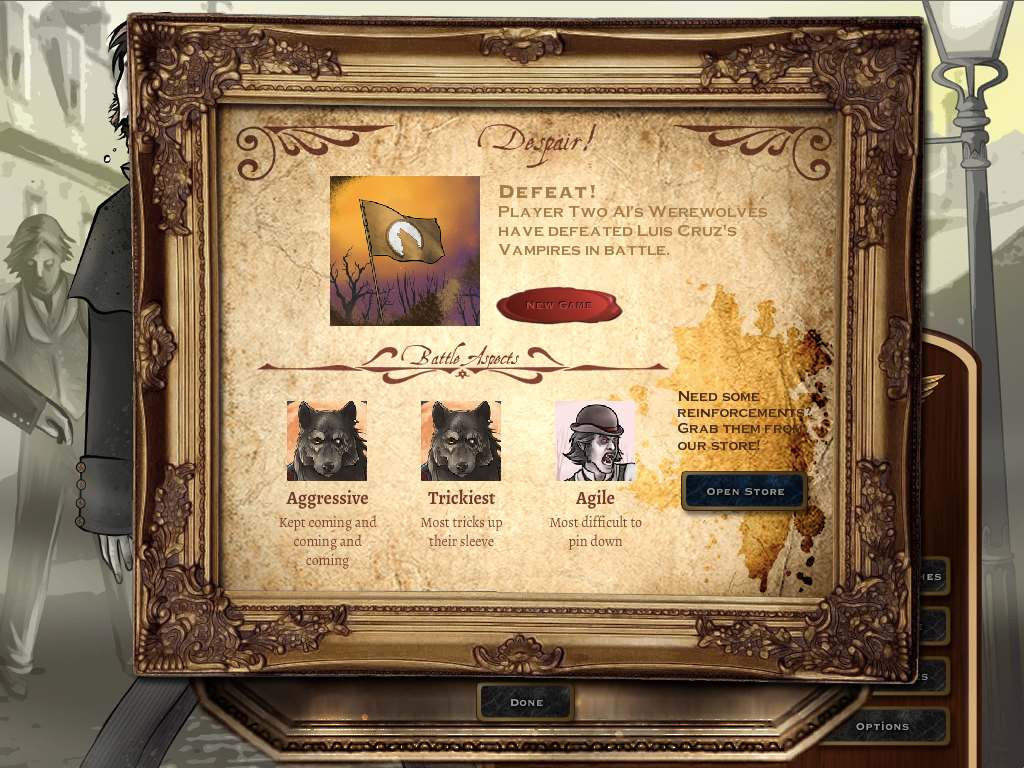 Despair!
DEFEAT!
PLAYER TWO AI'S WEREWOLVES
HAVE DEFEATED LUIS CRUZ'S
VAMPIRES IN BATTLE.
NEW GAME
Battle Aspects
Aggressive
Kept coming and
coming and
coming
Trickiest
Most tricks up
their sleeve
Agile
Most difficult to
pin down
NEED SOME
REINFORCEMENTS?
GRAB THEM FROM
OUR STORE!
OPEN STORE
DONE
OPTIONS